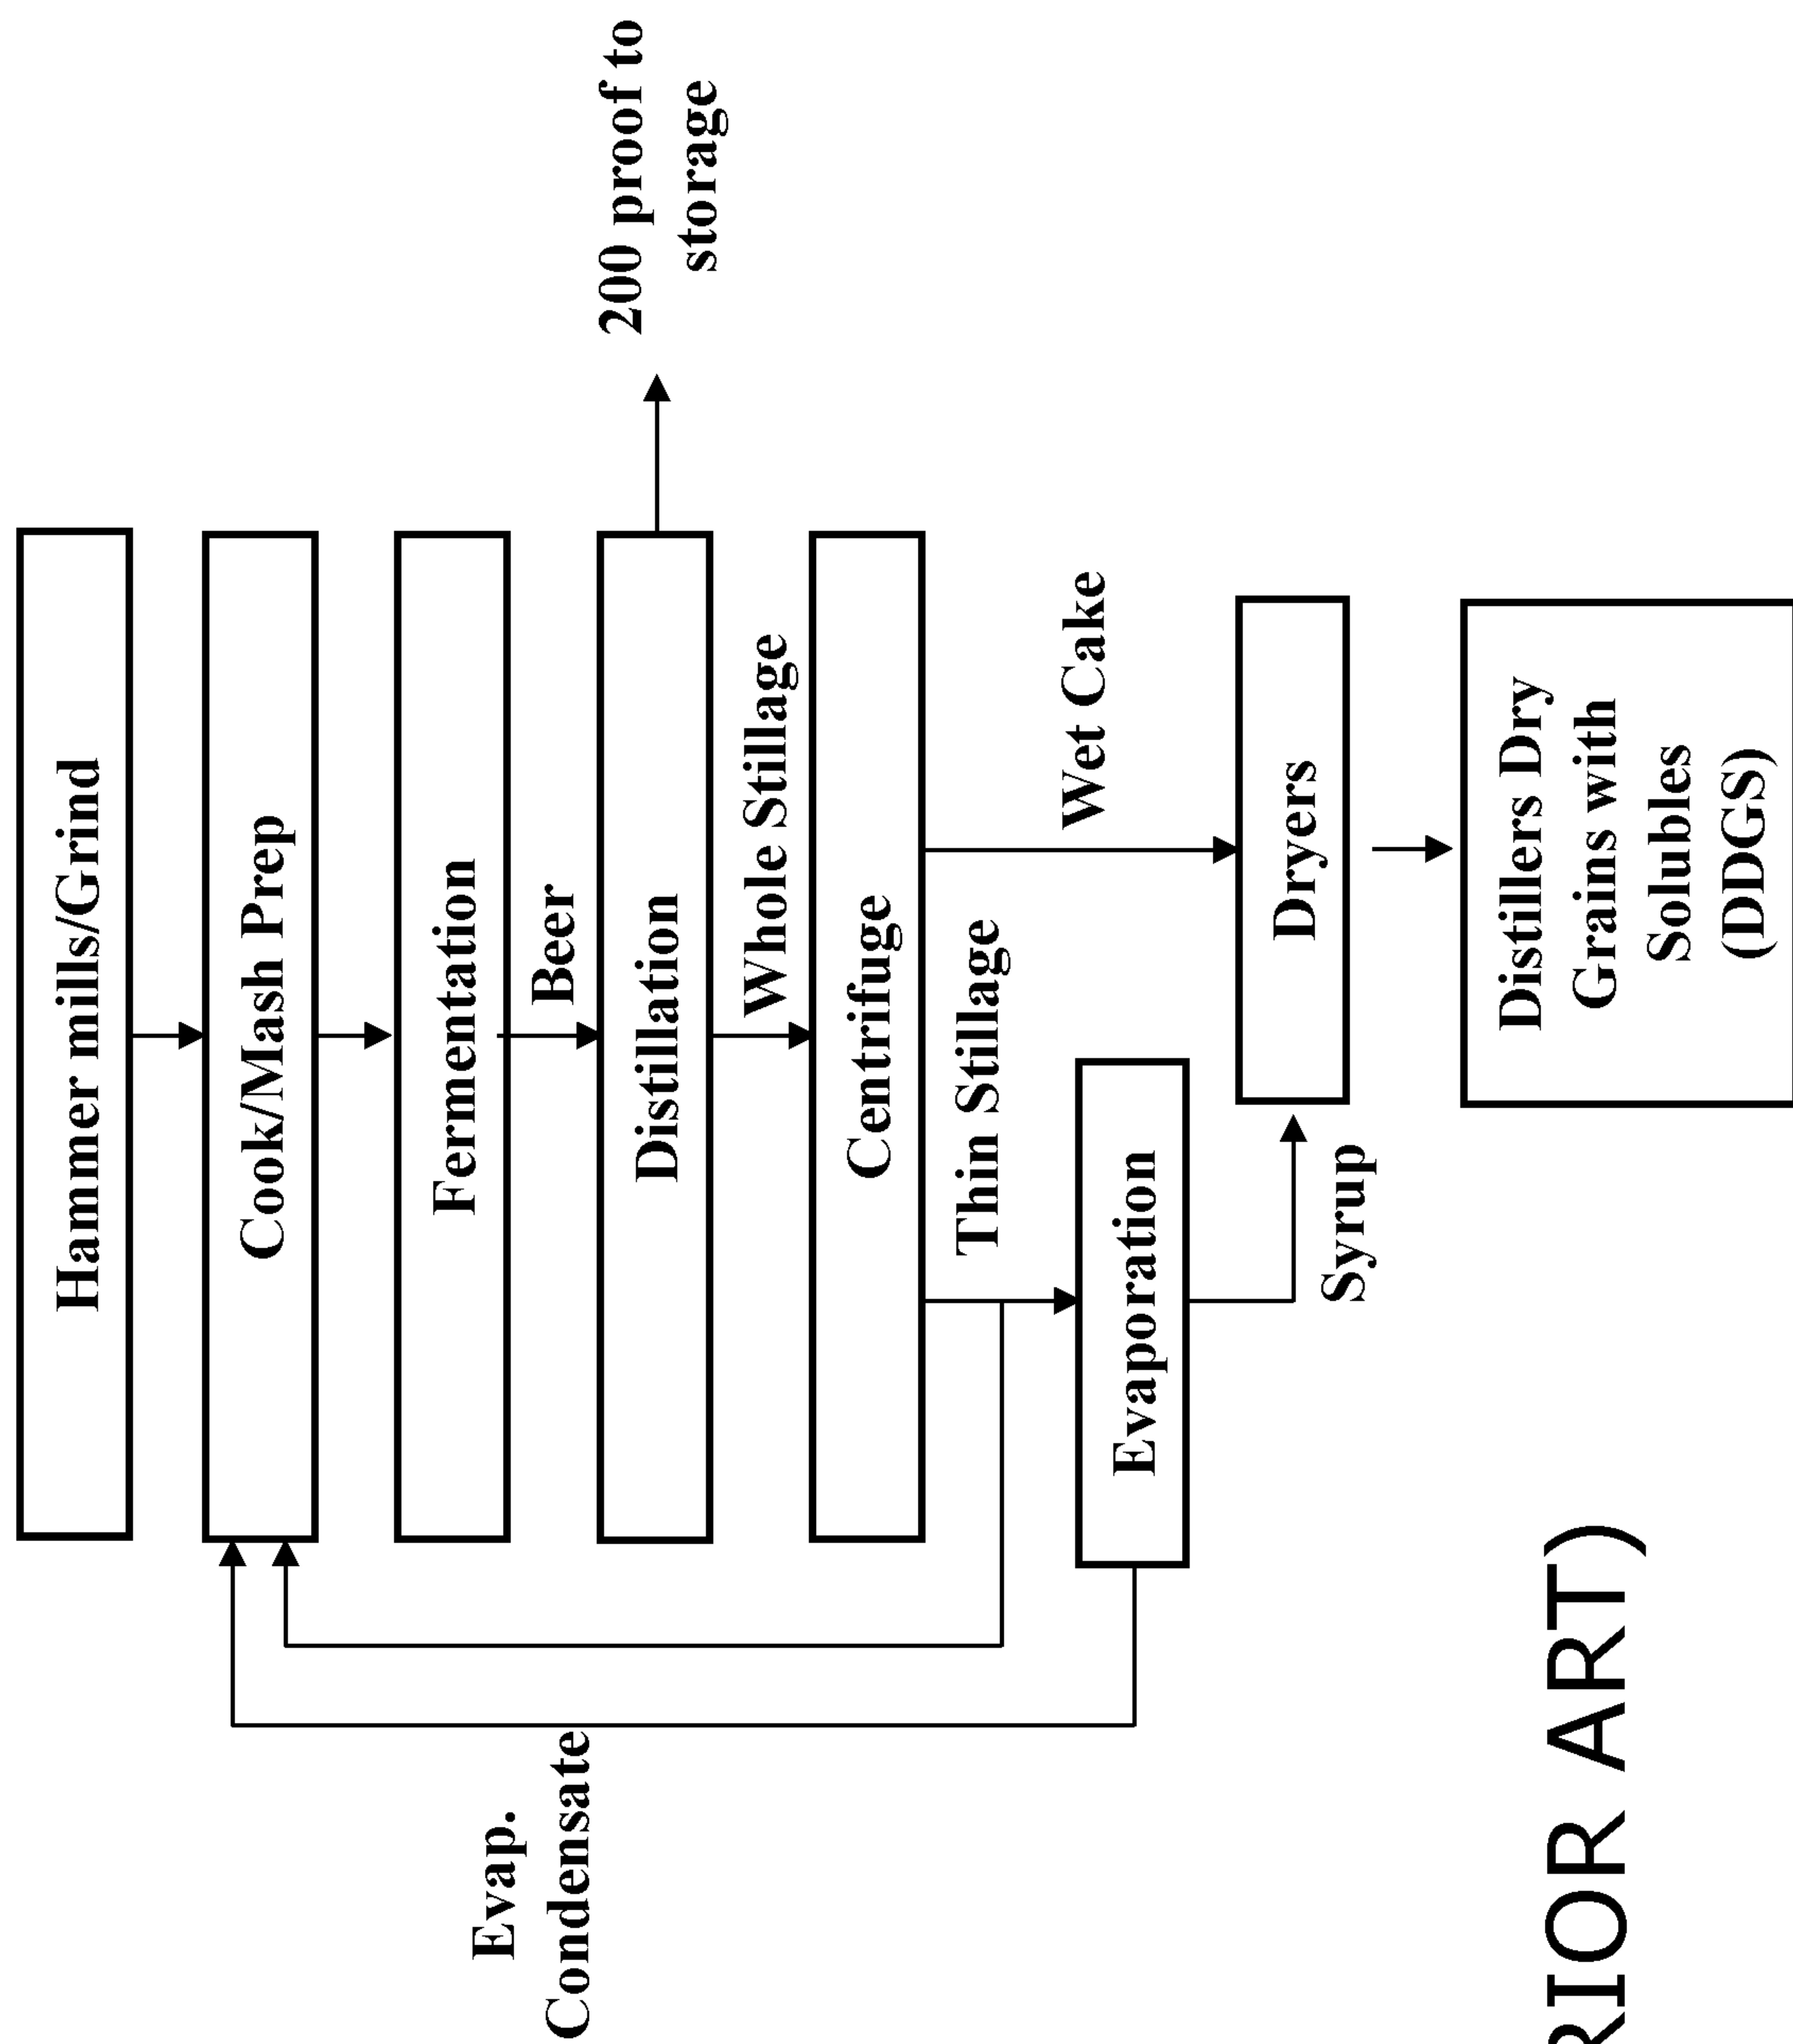 Hammer mills/Grind
Cook/Mash Prep
Fermentation
Beer
Distillation
200 proof to
storage
Whole Stillage
Centrifuge
Thin Stillage
Wet Cake
Evap.
Condensate
Evaporation
Syrup
Dryers
Distillers Dry
Grains with
Solubles
(DDGS)
RIOR ART)